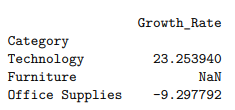 Growth_Rate
Category
Technology 23.253940
Furniture NaN
Office Supplies -9.297792